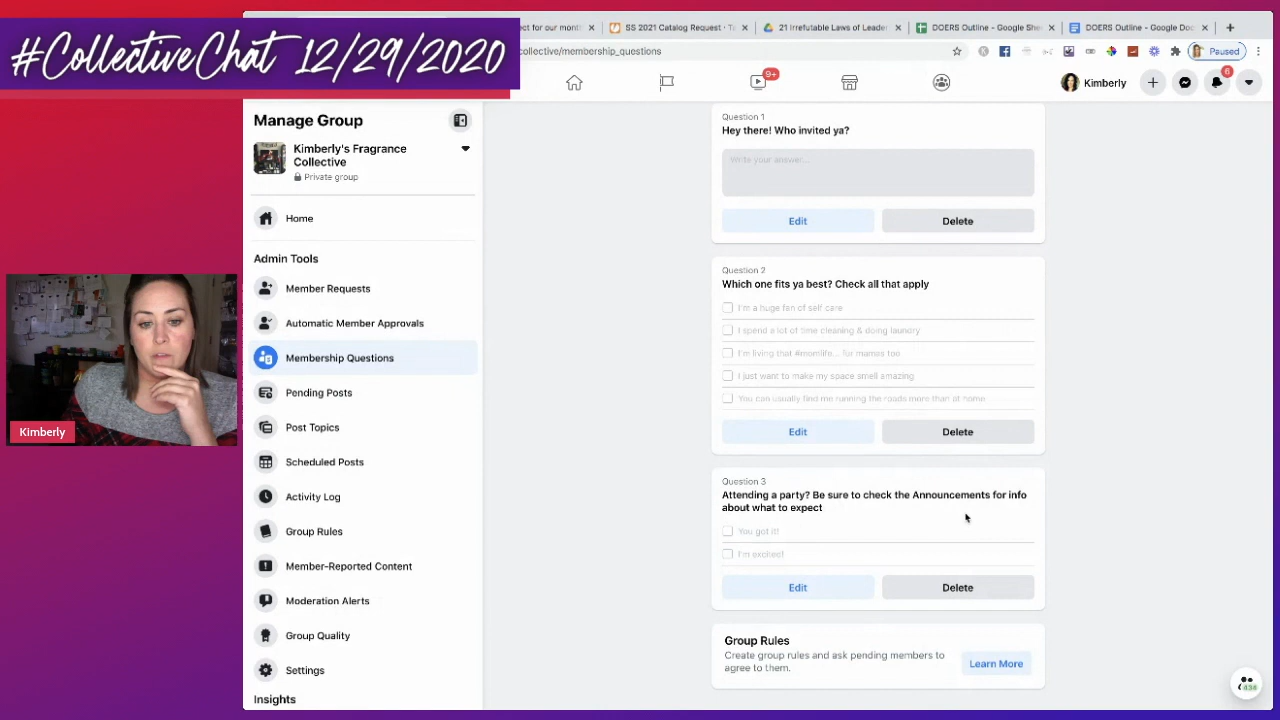 #CollectiveChat 12/29/2020
ect for our month
SS 2021 Catalog Request - C
21 Irrefutable Laws of Leader
DOERS Outline - Google Shee
DOERS Outline - Google Doc
collective/membership_questions
Paused
9+
Kimberly
6
Manage Group
Kimberly's Fragrance
Collective
Private group
Home
Admin Tools
Member Requests
Automatic Member Approvals
Membership Questions
Pending Posts
Post Topics
Scheduled Posts
Activity Log
Group Rules
Member-Reported Content
Moderation Alerts
Group Quality
Settings
Insights
Question 1
Hey there! Who invited ya?
Write your answer...
Edit
Delete
Question 2
Which one fits ya best? Check all that apply
I'm a huge fan of self care
I spend a lot of time cleaning & doing laundry
I'm living that #momlife... fur mamas too
I just want to make my space smell amazing
You can usually find me running the roads more than at home
Edit
Delete
Question 3
Attending a party? Be sure to check the Announcements for info
about what to expect
You got it!
I'm excited!
Edit
Delete
Group Rules
Create group rules and ask pending members to
agree to them.
Learn More
434
Kimberly